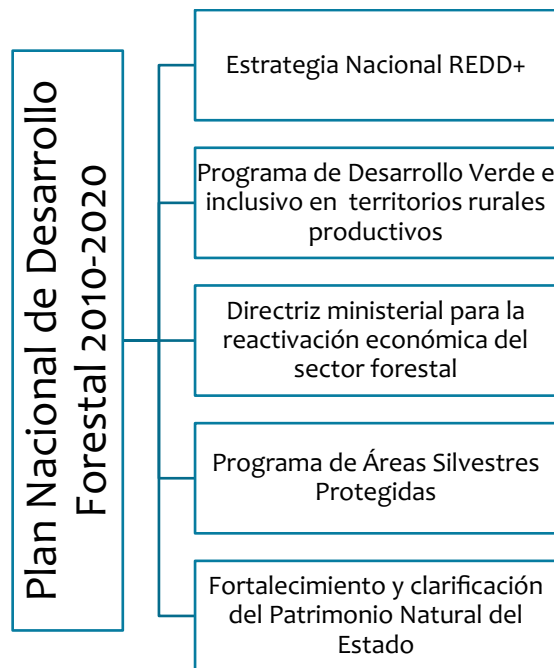 Plan Nacional de Desarrollo
Forestal 2010-2020
Estrategia Nacional REDD+
Programa de Desarrollo Verde e
inclusivo en territorios rurales
productivos
Directriz ministerial para la
reactivación económica del
sector forestal
Programa de Áreas Silvestres
Protegidas
Fortalecimiento y clarificación
del Patrimonio Natural del
Estado